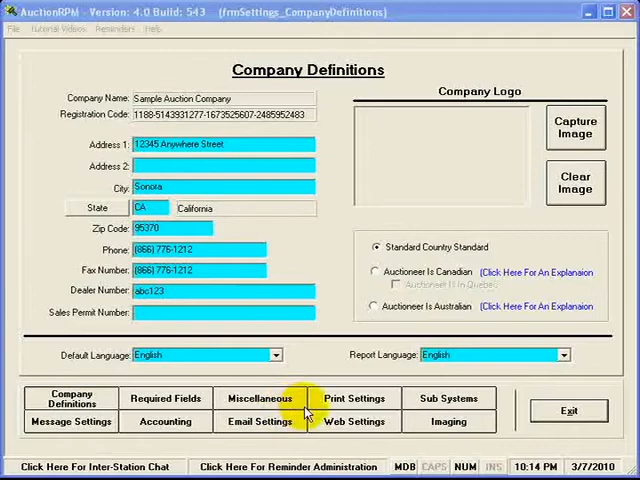 AuctionRPM - Version: 4.0 Build: 543 (frmSettings_CompanyDefinitions)
File Tutorial Videos Reminders Help
Company Definitions
Company Name: Sample Auction Company
Registration Code: 1188-5143931277-1673525607-2485952483
Address 1: 12345 Anywhere Street
Address 2:
City: Sonora
State CA California
Zip Code: 95370
Phone: (866) 776-1212
Fax Number: (866) 776-1212
Dealer Number: abc123
Sales Permit Number:
Company Logo
Capture
Image
Clear
Image
Standard Country Standard
Auctioneer Is Canadian (Click Here For An Explanaion
Auctioneer Is In Quebec
Auctioneer Is Australian (Click Here For An Explanaion
Default Language: English Report Language: English
Company
Definitions Required Fields Miscellaneous Print Settings Sub Systems
Message Settings Accounting Email Settings Web Settings Imaging
Exit
Click Here For Inter-Station Chat Click Here For Reminder Administration MDB CAPS NUM INS 10:14 PM 3/7/2010